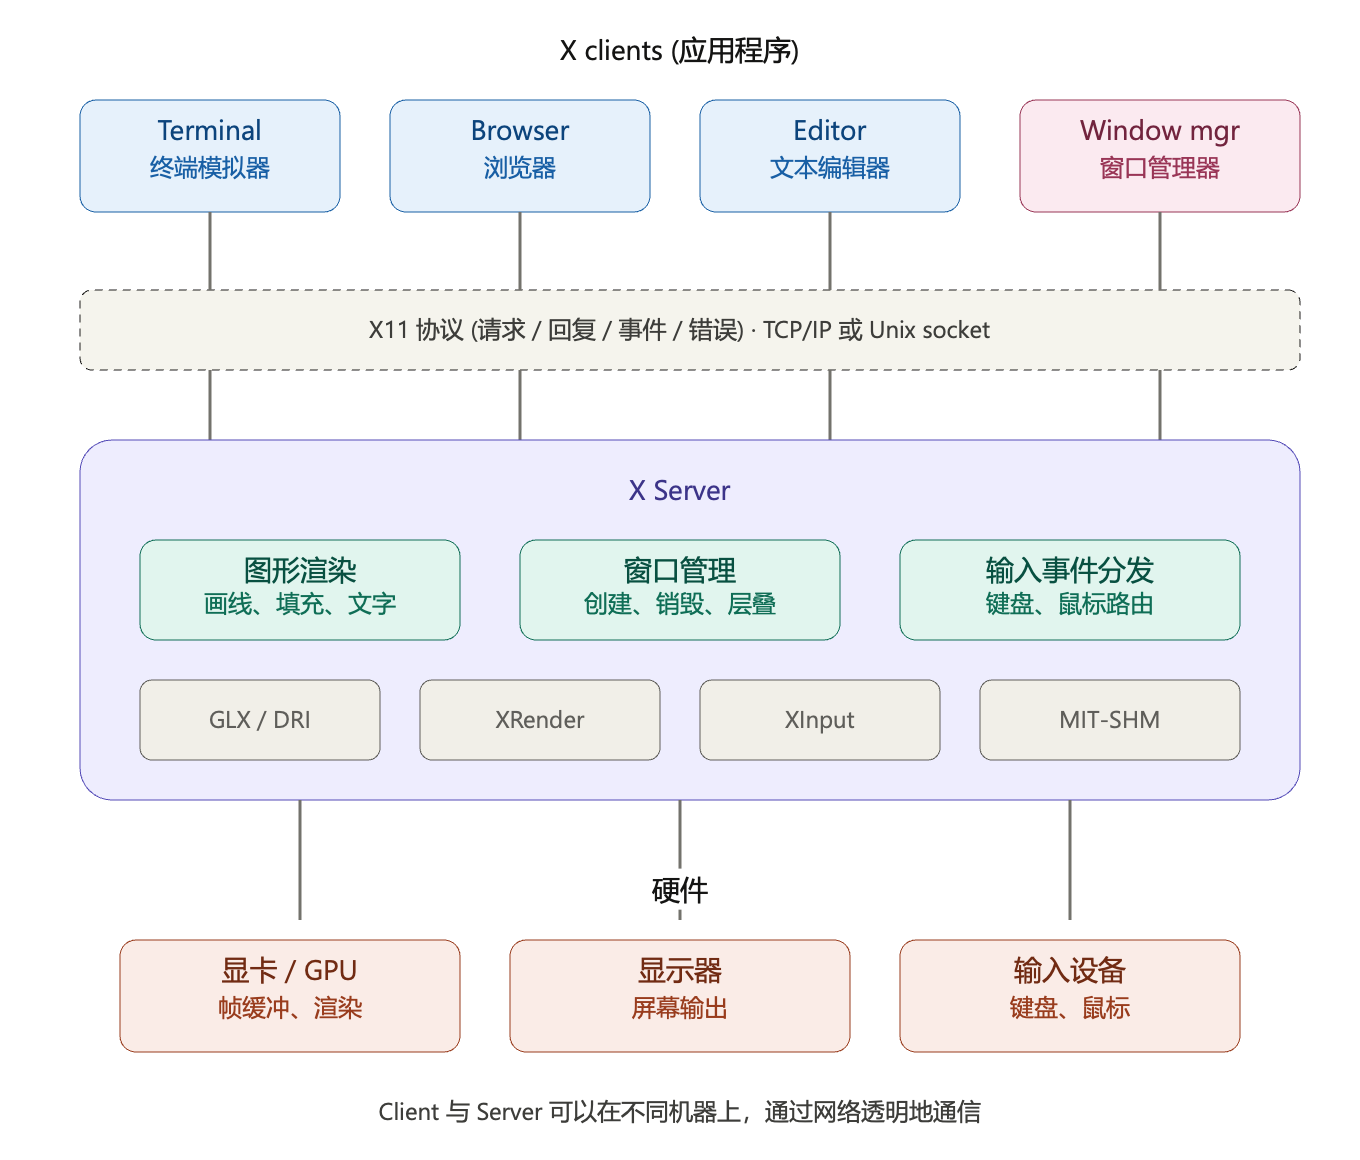 X clients (应用程序)
Terminal
终端模拟器
Browser
浏览器
Editor
文本编辑器
Window mgr
窗口管理器
X11 协议 (请求 / 回复 / 事件 / 错误) · TCP/IP 或 Unix socket
X Server
图形渲染
画线、填充、文字
窗口管理
创建、销毁、层叠
输入事件分发
键盘、鼠标路由
GLX / DRI
XRender
XInput
MIT-SHM
硬件
显卡 / GPU
帧缓冲、渲染
显示器
屏幕输出
输入设备
键盘、鼠标
Client 与 Server 可以在不同机器上，通过网络透明地通信